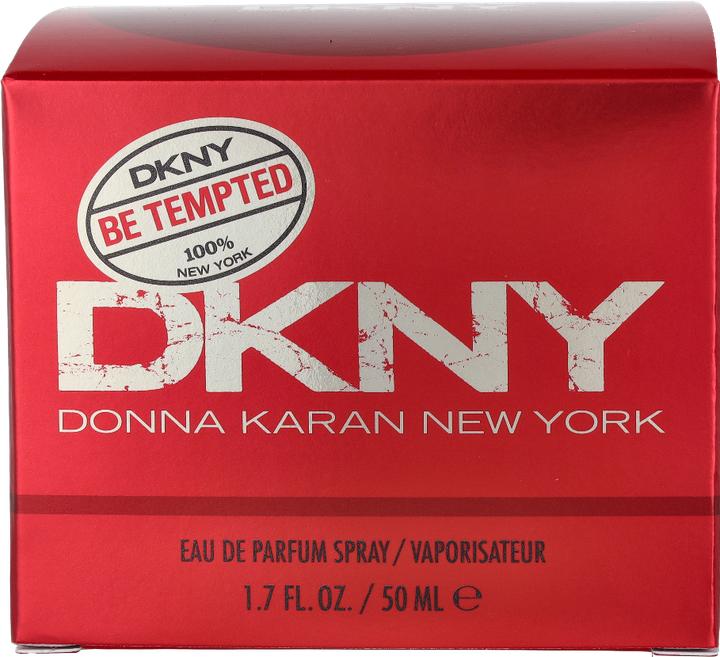 DKNY
BE TEMPTED
100%
NEW YORK
DKNY
DONNA KARAN NEW YORK
EAU DE PARFUM SPRAY / VAPORISATEUR
1.7 FL. OZ. / 50 ML ℮